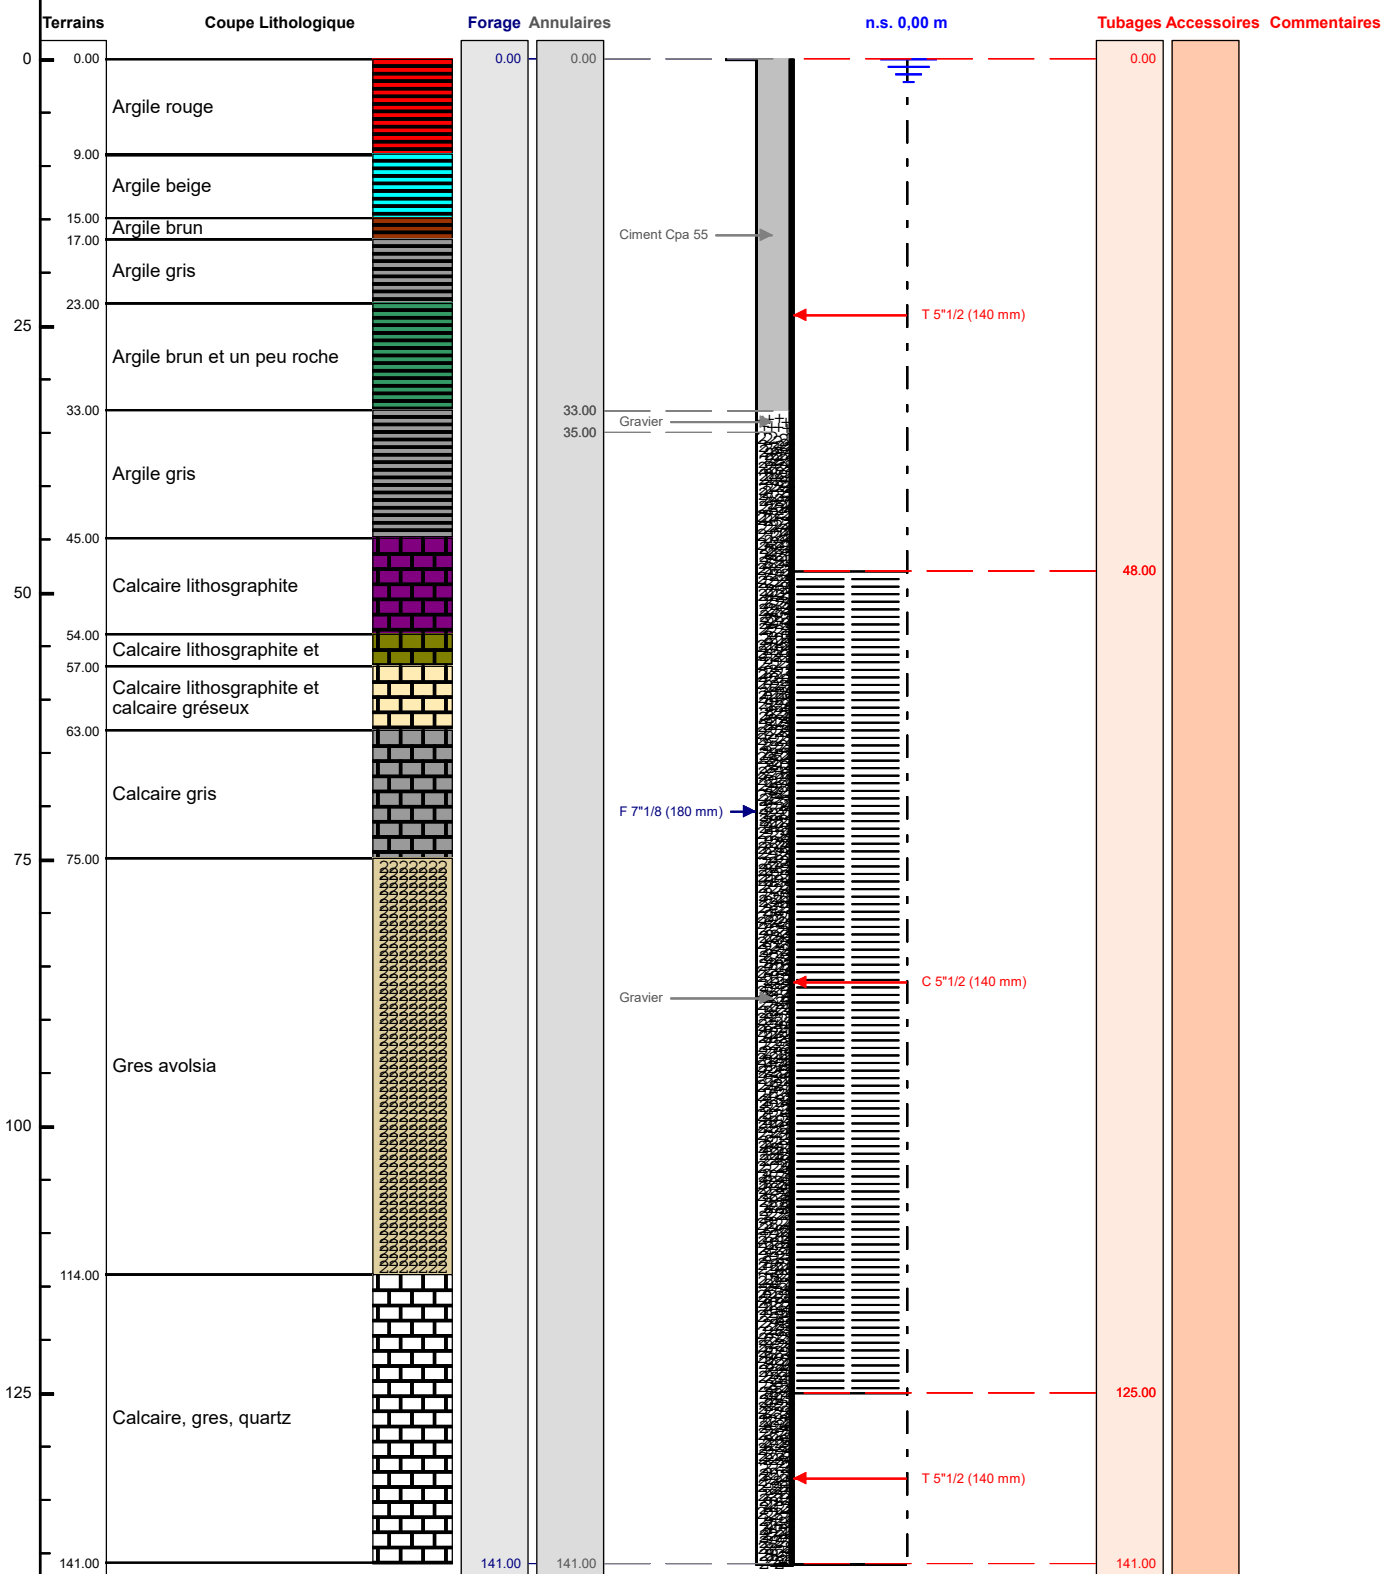 Terrains Coupe Lithologique Forage Annulaires n.s. 0,00 m Tubages Accessoires Commentaires
0 0.00 0.00 0.00 0.00
Argile rouge
9.00
Argile beige
15.00
Argile brun
17.00
Ciment Cpa 55
Argile gris
23.00
T 5"1/2 (140 mm)
25
Argile brun et un peu roche
33.00 33.00
Gravier
35.00
Argile gris
45.00
48.00
Calcaire lithosgraphite
50
54.00
Calcaire lithosgraphite et
57.00
Calcaire lithosgraphite et
calcaire gréseux
63.00
Calcaire gris
F 7"1/8 (180 mm)
75.00
75
C 5"1/2 (140 mm)
Gravier
Gres avolsia
100
114.00
125 125.00
Calcaire, gres, quartz
T 5"1/2 (140 mm)
141.00 141.00 141.00 141.00